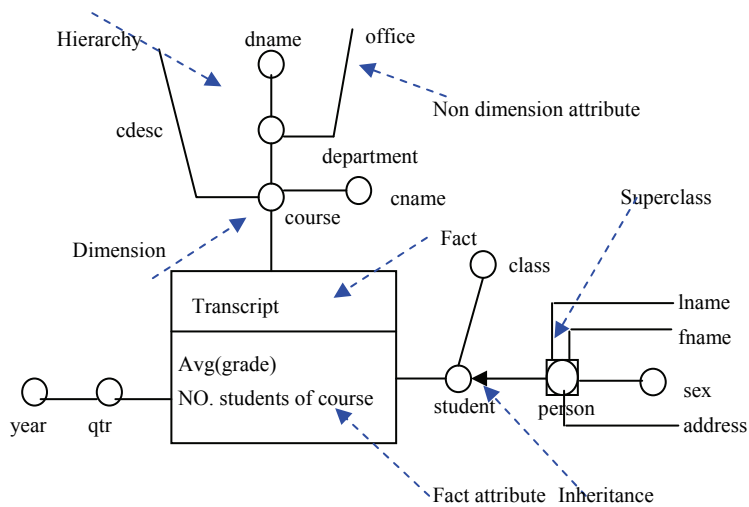 Hierarchy
dname
office
Non dimension attribute
cdesc
department
cname
Superclass
course
Dimension
Fact
class
Transcript
lname
fname
Avg(grade)
NO. students of course
year
qtr
student
person
sex
address
Fact attribute
Inheritance